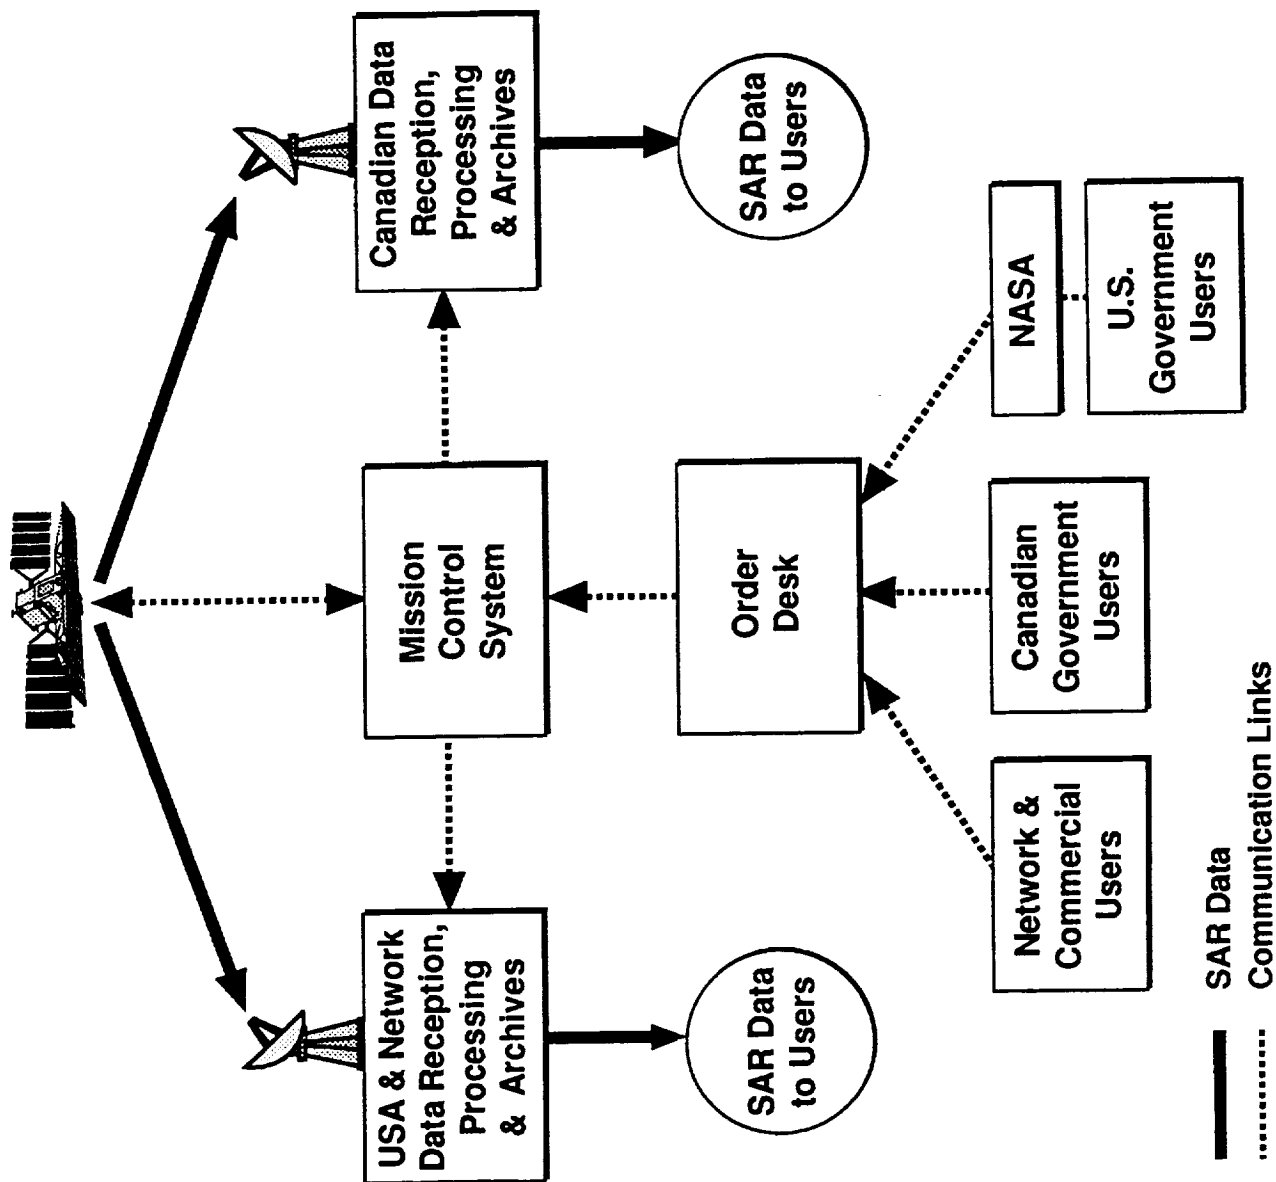 USA & Network
Data Reception,
Processing
& Archives
Mission
Control
System
Canadian Data
Reception,
Processing
& Archives
SAR Data
to Users
Order
Desk
SAR Data
to Users
Network &
Commercial
Users
Canadian
Government
Users
NASA
U.S.
Government
Users
SAR Data
Communication Links